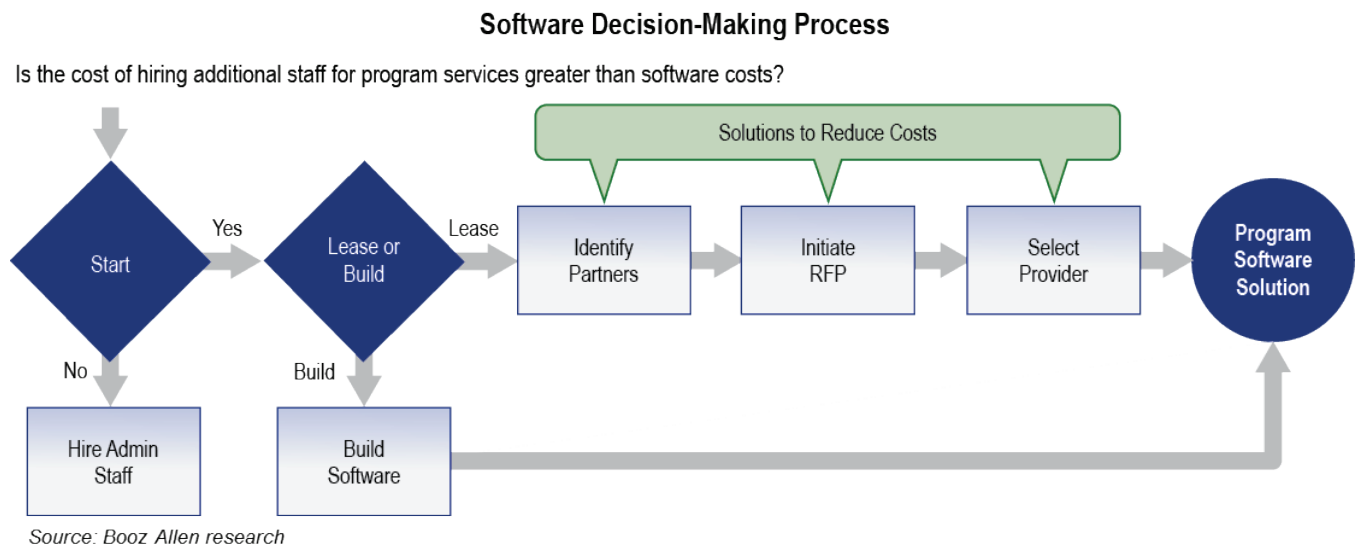 Software Decision-Making Process
Is the cost of hiring additional staff for program services greater than software costs?
Solutions to Reduce Costs
Start
Yes
Lease or
Build
Lease
Identify
Partners
Initiate
RFP
Select
Provider
Program
Software
Solution
No
Build
Hire Admin
Staff
Build
Software
Source: Booz Allen research